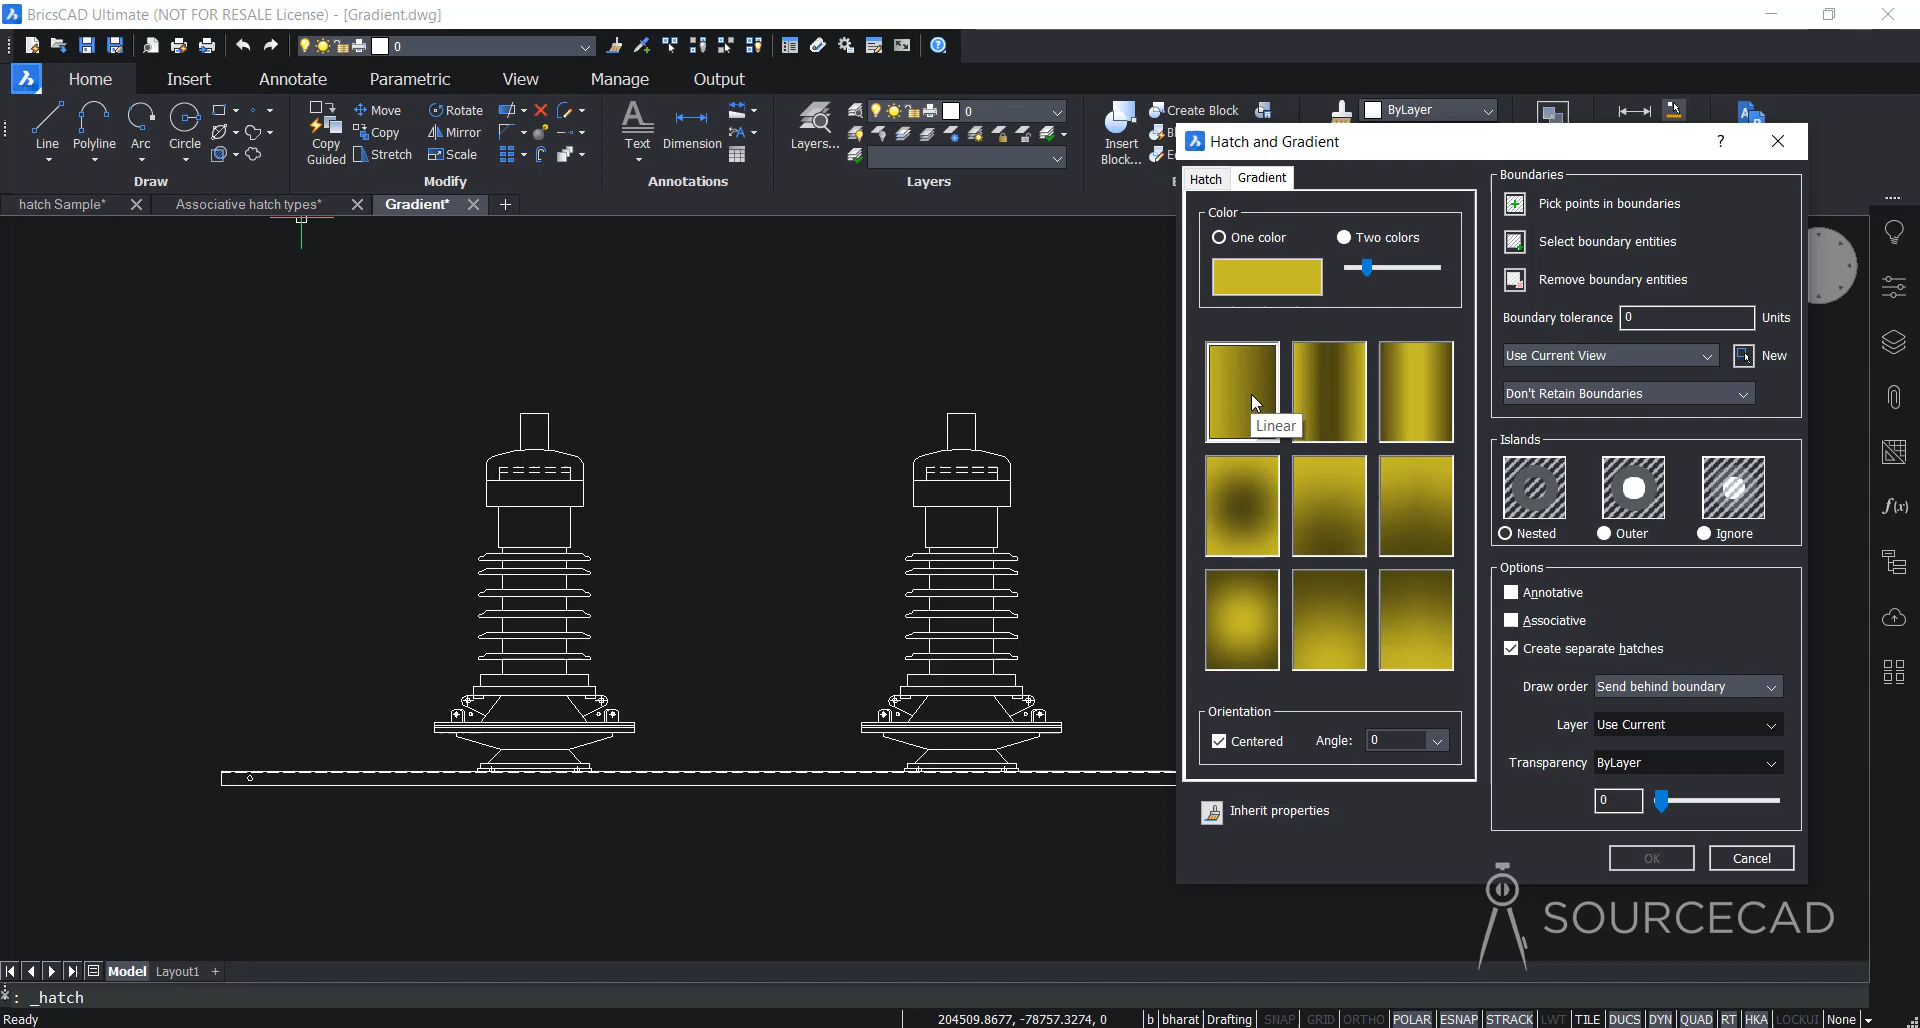 BricsCAD Ultimate (NOT FOR RESALE License) - [Gradient.dwg]
0
Home Insert Annotate Parametric View Manage Output
Line Polyline Arc Circle
Draw
Copy Guided
Move
Copy
Stretch
Rotate
Mirror
Scale
Modify
Text Dimension
Annotations
Layers...
0
Layers
Insert Block...
Create Block
ByLayer
hatch Sample* Associative hatch types* Gradient* +
Hatch and Gradient ?
Hatch Gradient
Color
One color Two colors
Linear
Orientation
Centered Angle: 0
Inherit properties
Boundaries
Pick points in boundaries
Select boundary entities
Remove boundary entities
Boundary tolerance 0 Units
Use Current View New
Don't Retain Boundaries
Islands
Nested Outer Ignore
Options
Annotative
Associative
Create separate hatches
Draw order Send behind boundary
Layer Use Current
Transparency ByLayer
0
OK Cancel
f(x)
SOURCECAD
Model Layout1 +
: _hatch
Ready 204509.8677, -78757.3274, 0 b bharat Drafting SNAP GRID ORTHO POLAR ESNAP STRACK LWT TILE DUCS DYN QUAD RT HKA LOCKUI None